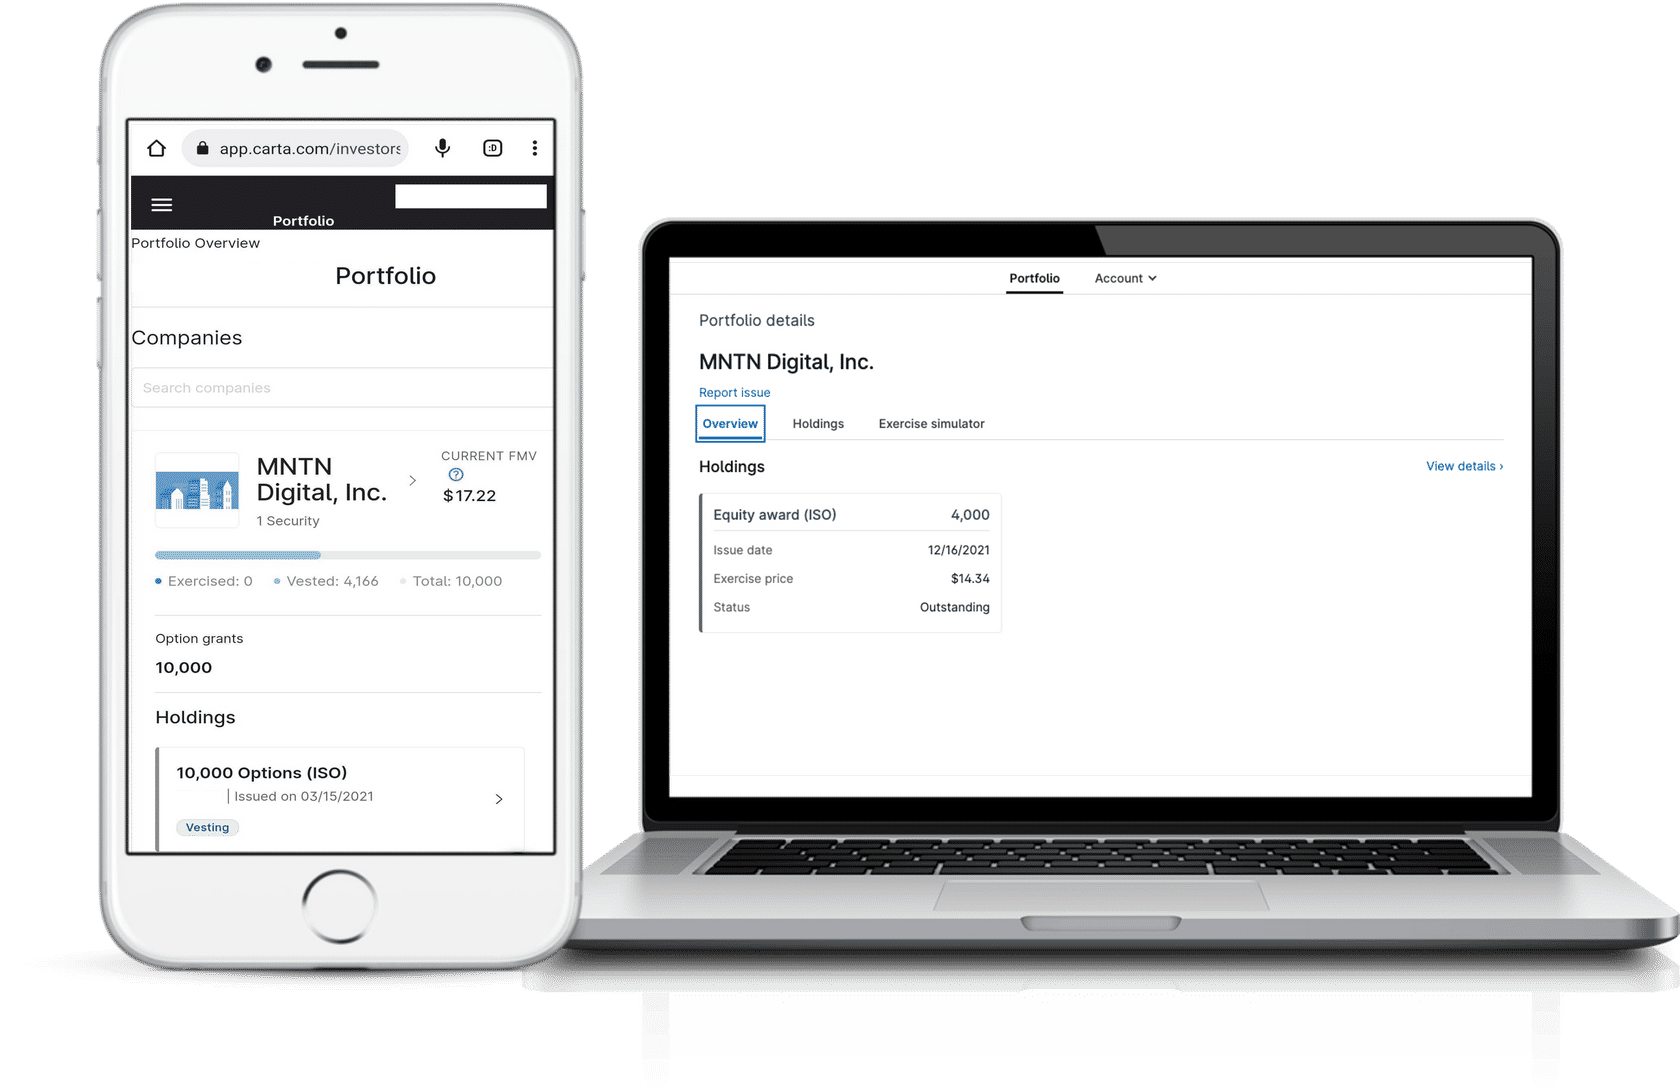 app.carta.com/investors
:D
Portfolio
Portfolio Overview
Portfolio
Companies
Search companies
MNTN
Digital, Inc.
1 Security
CURRENT FMV
?
$17.22
Exercised: 0 Vested: 4,166 Total: 10,000
Option grants
10,000
Holdings
10,000 Options (ISO)
| Issued on 03/15/2021
Vesting
Portfolio Account
Portfolio details
MNTN Digital, Inc.
Report issue
Overview Holdings Exercise simulator
Holdings View details ›
Equity award (ISO) 4,000
Issue date 12/16/2021
Exercise price $14.34
Status Outstanding